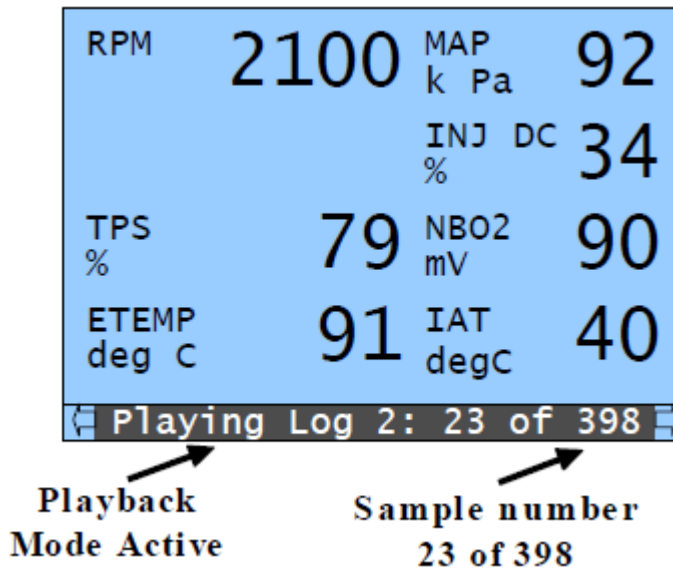 RPM 2100 MAP k Pa 92
INJ DC % 34
TPS % 79 NBO2 mV 90
ETEMP deg C 91 IAT degC 40
Playing Log 2: 23 of 398
Playback Mode Active
Sample number 23 of 398